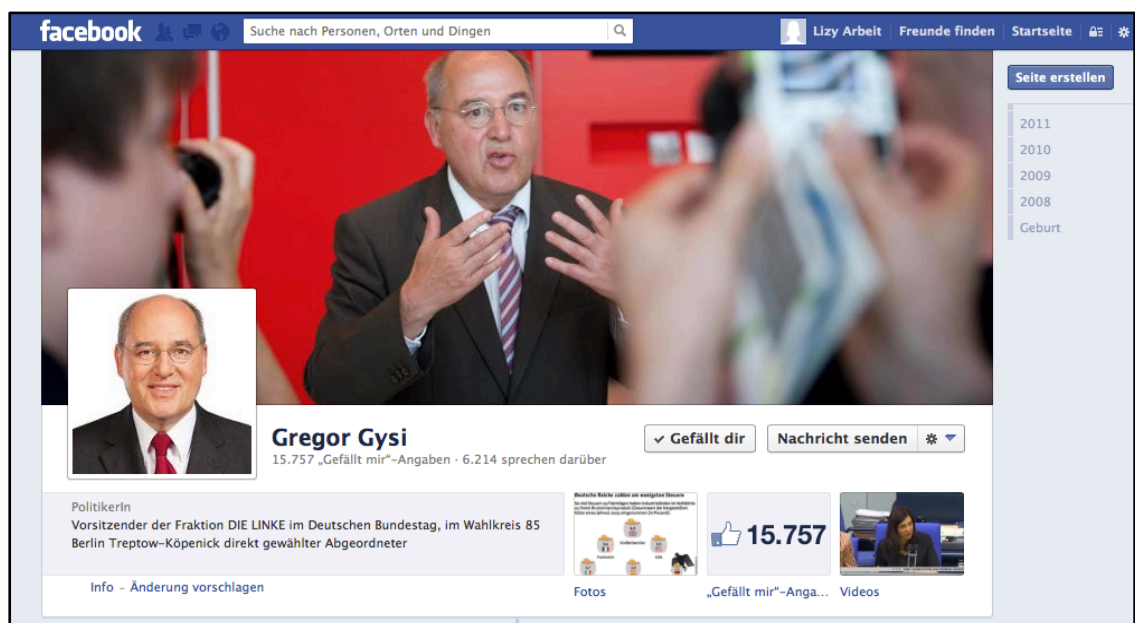 facebook
Suche nach Personen, Orten und Dingen
Lizy Arbeit
Freunde finden
Startseite
Seite erstellen
2011
2010
2009
2008
Geburt
Gregor Gysi
15.757 „Gefällt mir“-Angaben · 6.214 sprechen darüber
✓ Gefällt dir
Nachricht senden
PolitikerIn
Vorsitzender der Fraktion DIE LINKE im Deutschen Bundestag, im Wahlkreis 85
Berlin Treptow-Köpenick direkt gewählter Abgeordneter
Info - Änderung vorschlagen
Deutsche Reiche zahlen am wenigsten Steuern
Großbritannien
Frankreich
USA
Fotos
15.757
„Gefällt mir“-Anga...
Videos